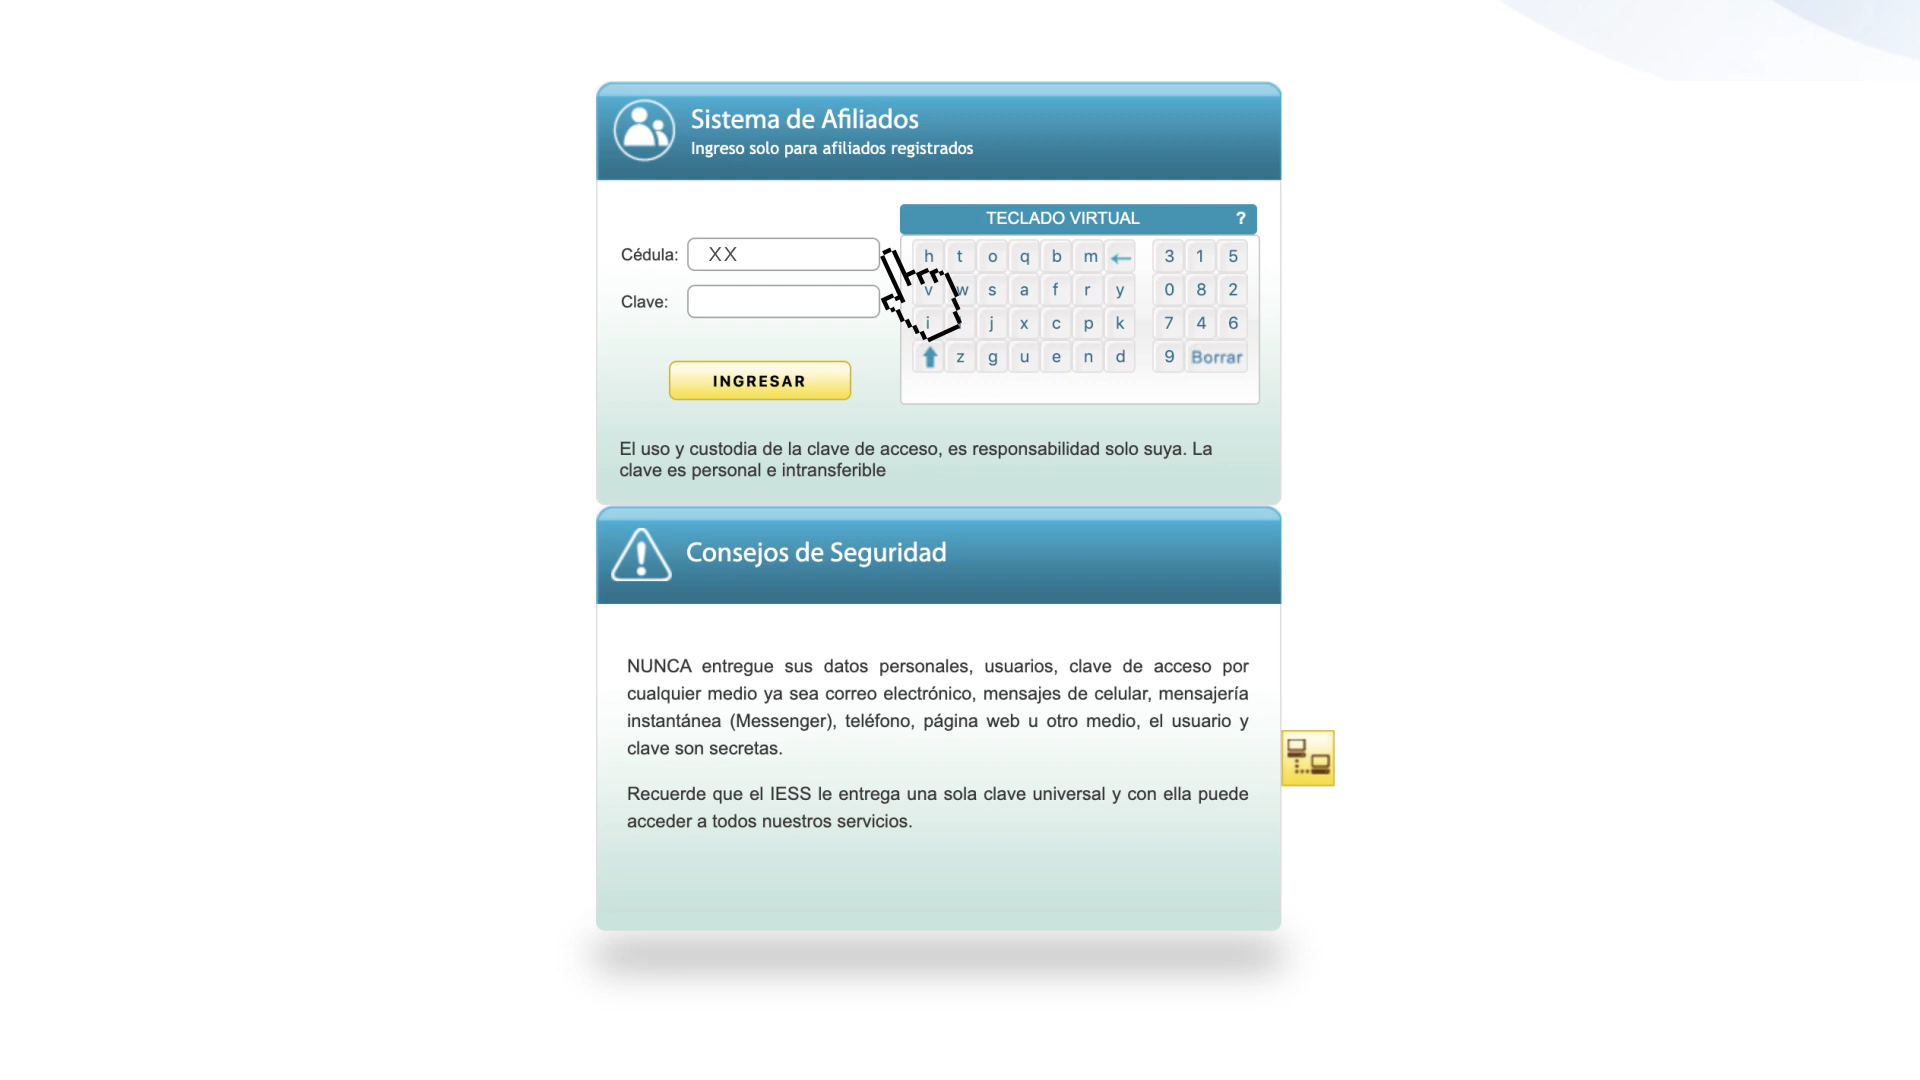 Sistema de Afiliados
Ingreso solo para afiliados registrados
TECLADO VIRTUAL ?
Cédula: XX
h t o q b m ← 3 1 5
v w s a f r y 0 8 2
Clave:
i j x c p k 7 4 6
z g u e n d 9 Borrar
INGRESAR
El uso y custodia de la clave de acceso, es responsabilidad solo suya. La
clave es personal e intransferible
Consejos de Seguridad
NUNCA entregue sus datos personales, usuarios, clave de acceso por
cualquier medio ya sea correo electrónico, mensajes de celular, mensajería
instantánea (Messenger), teléfono, página web u otro medio, el usuario y
clave son secretas.
Recuerde que el IESS le entrega una sola clave universal y con ella puede
acceder a todos nuestros servicios.